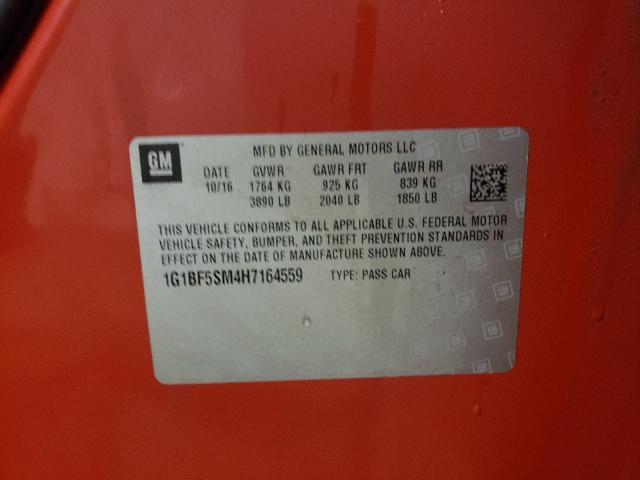 GM
MFD BY GENERAL MOTORS LLC
DATE GVWR GAWR FRT GAWR RR
10/16 1764 KG 925 KG 839 KG
3890 LB 2040 LB 1850 LB
THIS VEHICLE CONFORMS TO ALL APPLICABLE U.S. FEDERAL MOTOR
VEHICLE SAFETY, BUMPER, AND THEFT PREVENTION STANDARDS IN
EFFECT ON THE DATE OF MANUFACTURE SHOWN ABOVE.
1G1BF5SM4H7164559 TYPE: PASS CAR